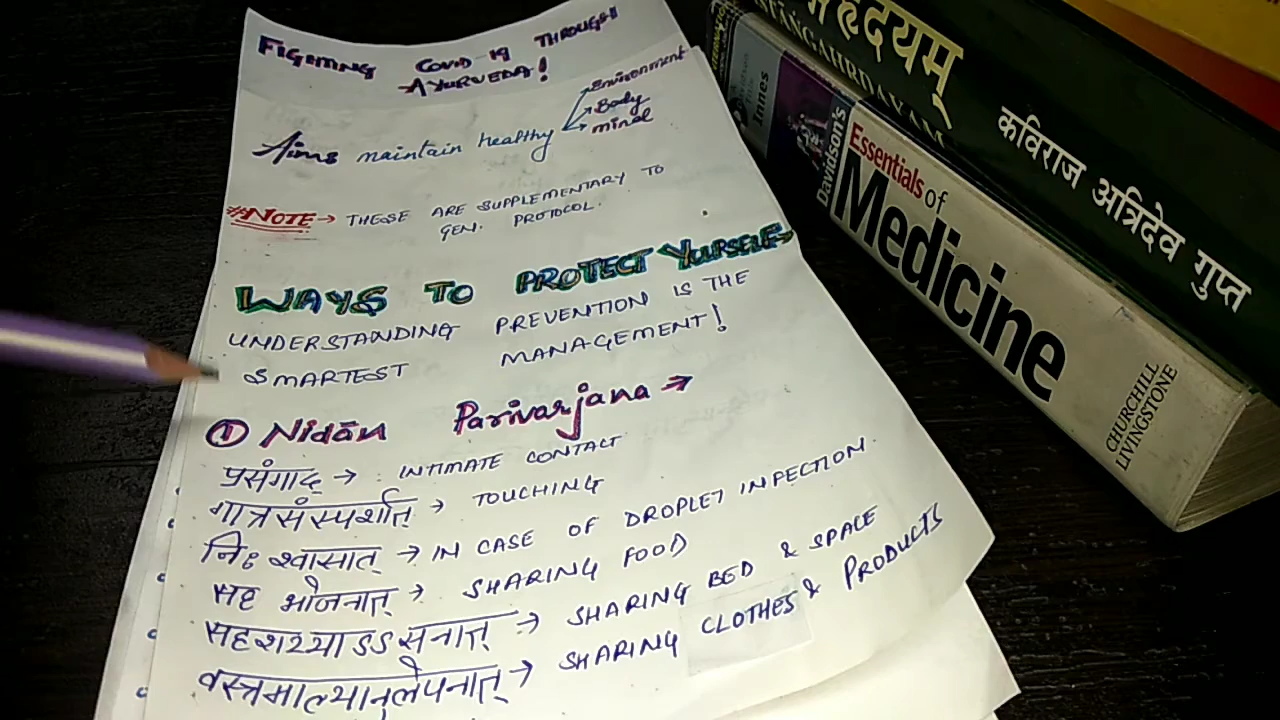 FIGHTING COVID-19 THROUGH
AYURVEDA!
Aims maintain healthy
Environment
Body
mind
#NOTE → THESE ARE SUPPLEMENTARY TO
GEN. PROTOCOL.
WAYS TO PROTECT YOURSELF
UNDERSTANDING PREVENTION IS THE
SMARTEST MANAGEMENT!
① Nidān Parivarjana →
प्रसंगाद् → INTIMATE CONTACT
गात्रसंस्पर्शात् → TOUCHING
निःश्वासात् → IN CASE OF DROPLET INFECTION.
सह भोजनात् → SHARING FOOD
सहशय्याऽऽसनात् → SHARING BED & SPACE
वस्त्रमाल्यानुलेपनात् → SHARING CLOTHES & PRODUCTS
Innes
Davidson's
Essentials of
Medicine
CHURCHILL
LIVINGSTONE
हृदयम्
कविराज अत्रिदेव गुप्त